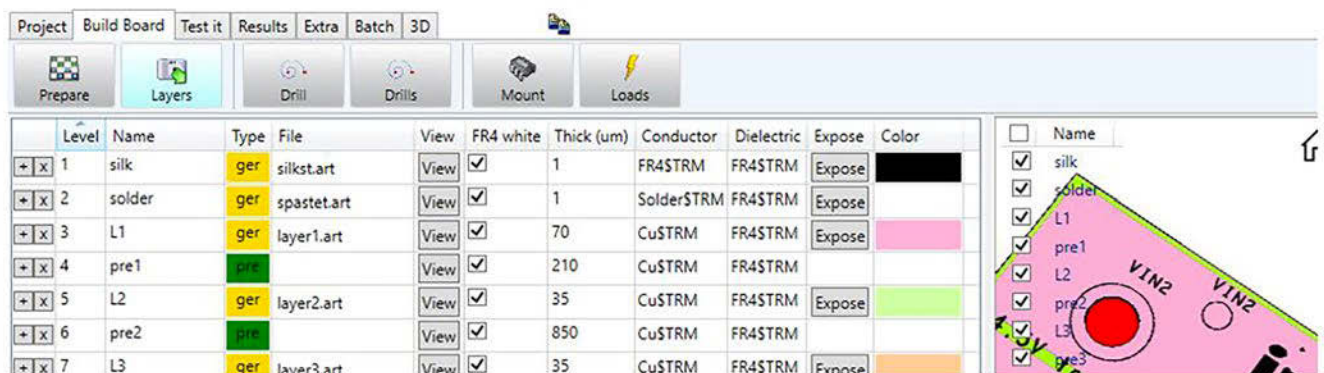 Project Build Board Test it Results Extra Batch 3D
Prepare Layers Drill Drills Mount Loads
Level Name Type File View FR4 white Thick (um) Conductor Dielectric Expose Color
+ x 1 silk ger silkst.art View 1 FR4$TRM FR4$TRM Expose
+ x 2 solder ger spastet.art View 1 Solder$TRM FR4$TRM Expose
+ x 3 L1 ger layer1.art View 70 Cu$TRM FR4$TRM Expose
+ x 4 pre1 pre View 210 Cu$TRM FR4$TRM
+ x 5 L2 ger layer2.art View 35 Cu$TRM FR4$TRM Expose
+ x 6 pre2 pre View 850 Cu$TRM FR4$TRM
+ x 7 L3 ger layer3.art View 35 Cu$TRM FR4$TRM Expose
Name
silk
solder
L1
pre1
L2
pre2
L3
pre3
VIN2
VIN2